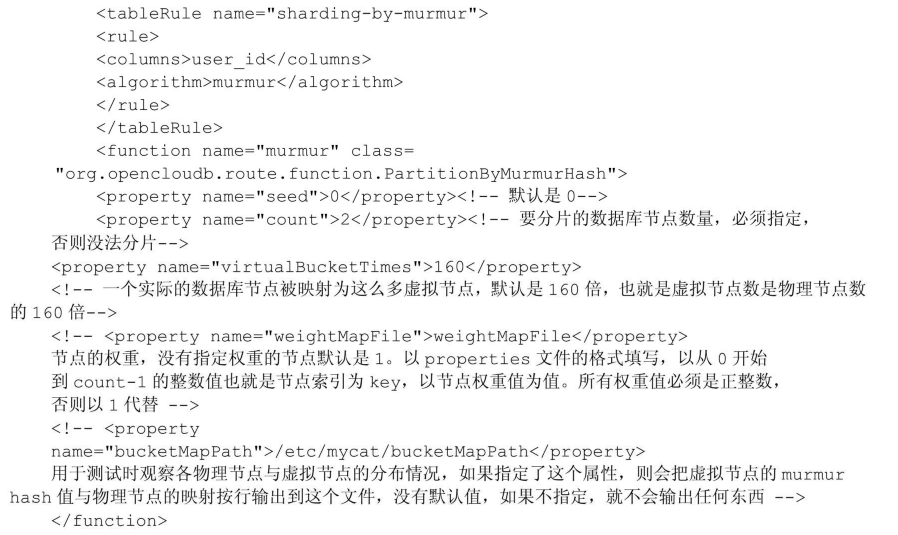 <tableRule name="sharding-by-murmur">
<rule>
<columns>user_id</columns>
<algorithm>murmur</algorithm>
</rule>
</tableRule>
<function name="murmur" class=
"org.opencloudb.route.function.PartitionByMurmurHash">
<property name="seed">0</property><!-- 默认是 0-->
<property name="count">2</property><!-- 要分片的数据库节点数量，必须指定，
否则没法分片-->
<property name="virtualBucketTimes">160</property>
<!-- 一个实际的数据库节点被映射为这么多虚拟节点，默认是 160 倍，也就是虚拟节点数是物理节点数
的 160 倍-->
<!-- <property name="weightMapFile">weightMapFile</property>
节点的权重，没有指定权重的节点默认是 1。以 properties 文件的格式填写，以从 0 开始
到 count-1 的整数值也就是节点索引为 key，以节点权重值为值。所有权重值必须是正整数，
否则以 1 代替 -->
<!-- <property
name="bucketMapPath">/etc/mycat/bucketMapPath</property>
用于测试时观察各物理节点与虚拟节点的分布情况，如果指定了这个属性，则会把虚拟节点的 murmur
hash 值与物理节点的映射按行输出到这个文件，没有默认值，如果不指定，就不会输出任何东西 -->
</function>